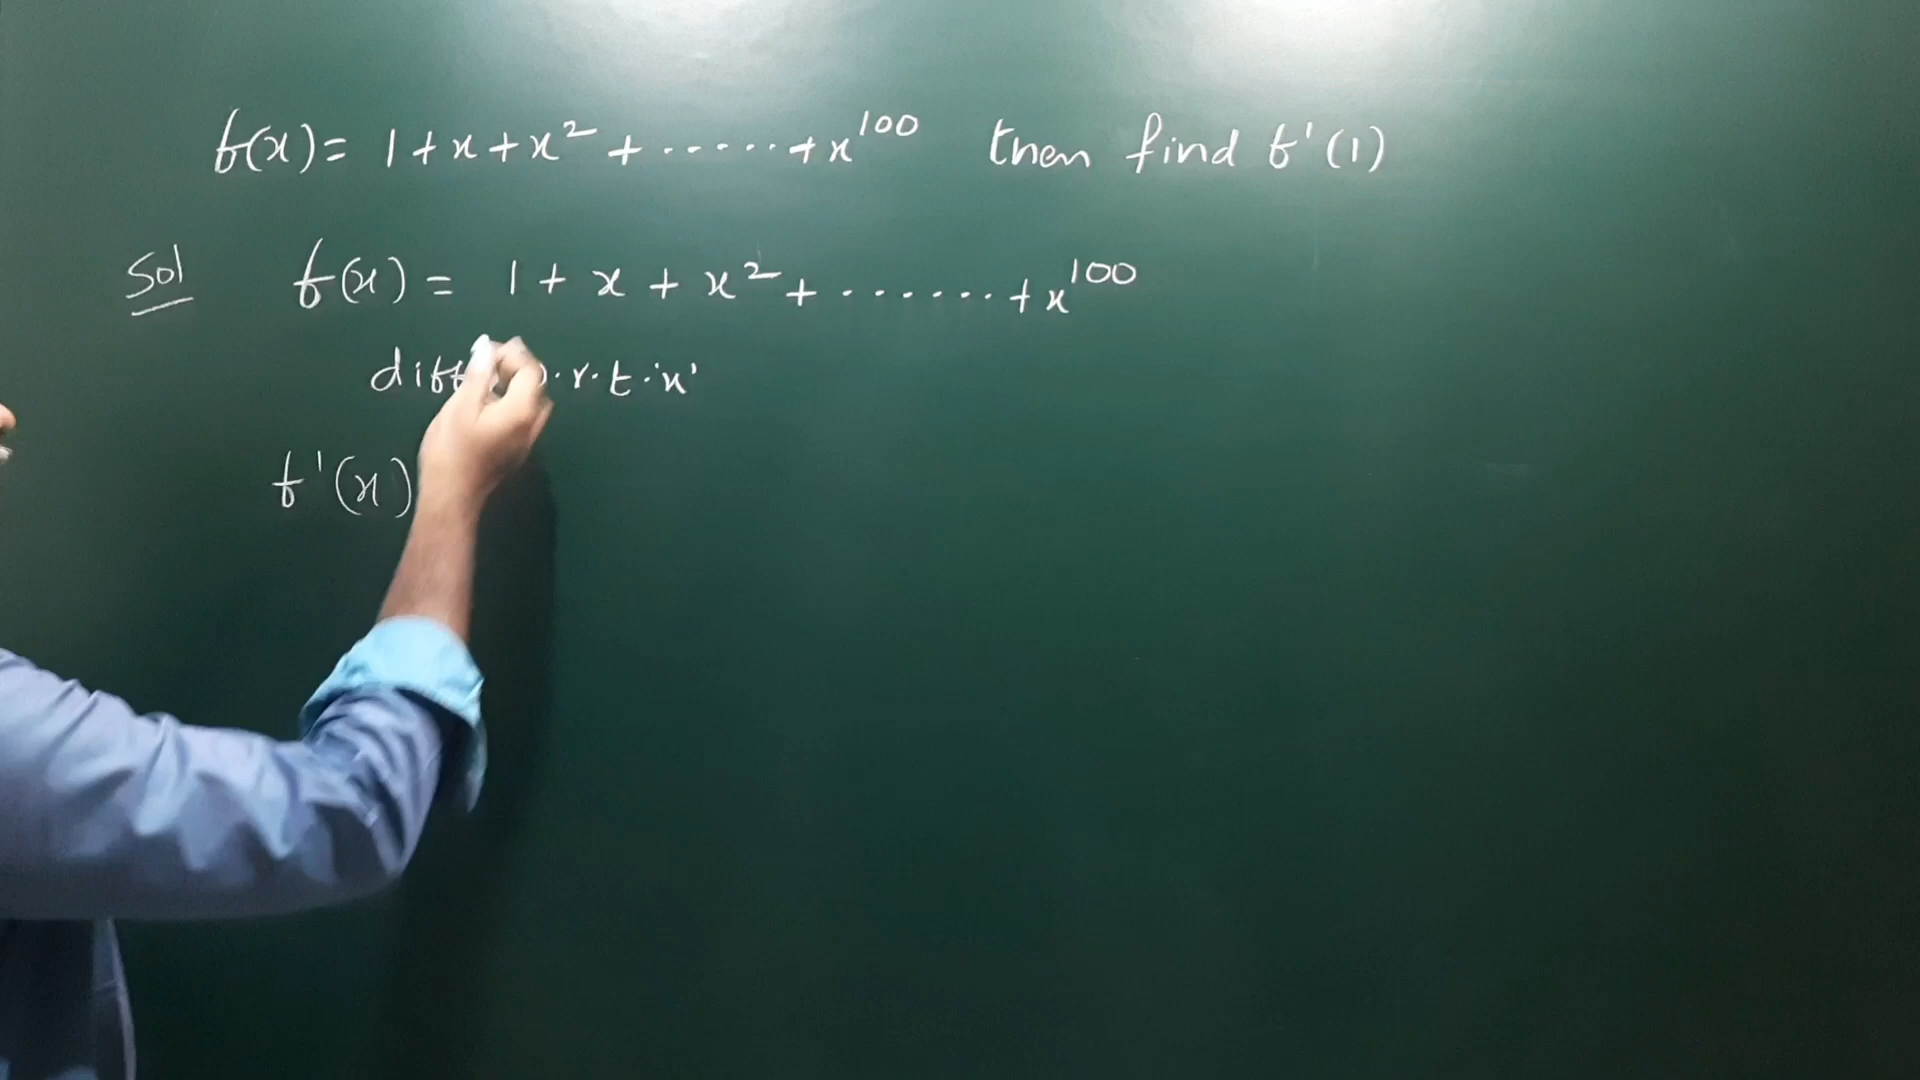 f(x) = 1 + x + x² + ...... + x¹⁰⁰ then find f'(1)
Sol f(x) = 1 + x + x² + ....... + x¹⁰⁰
r.t.'x'
f'(x)